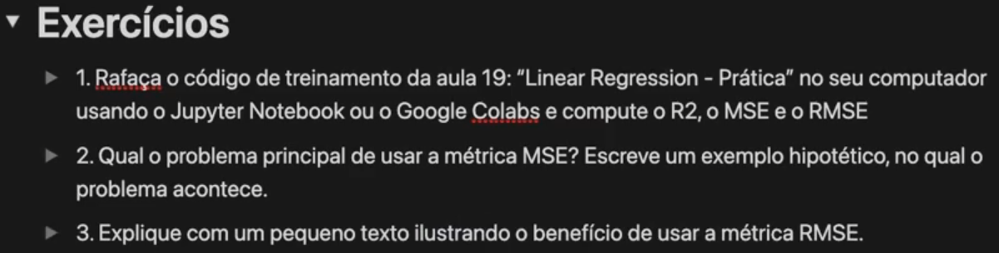 Exercícios
1. Rafaça o código de treinamento da aula 19: “Linear Regression - Prática” no seu computador
usando o Jupyter Notebook ou o Google Colabs e compute o R2, o MSE e o RMSE
2. Qual o problema principal de usar a métrica MSE? Escreve um exemplo hipotético, no qual o
problema acontece.
3. Explique com um pequeno texto ilustrando o benefício de usar a métrica RMSE.